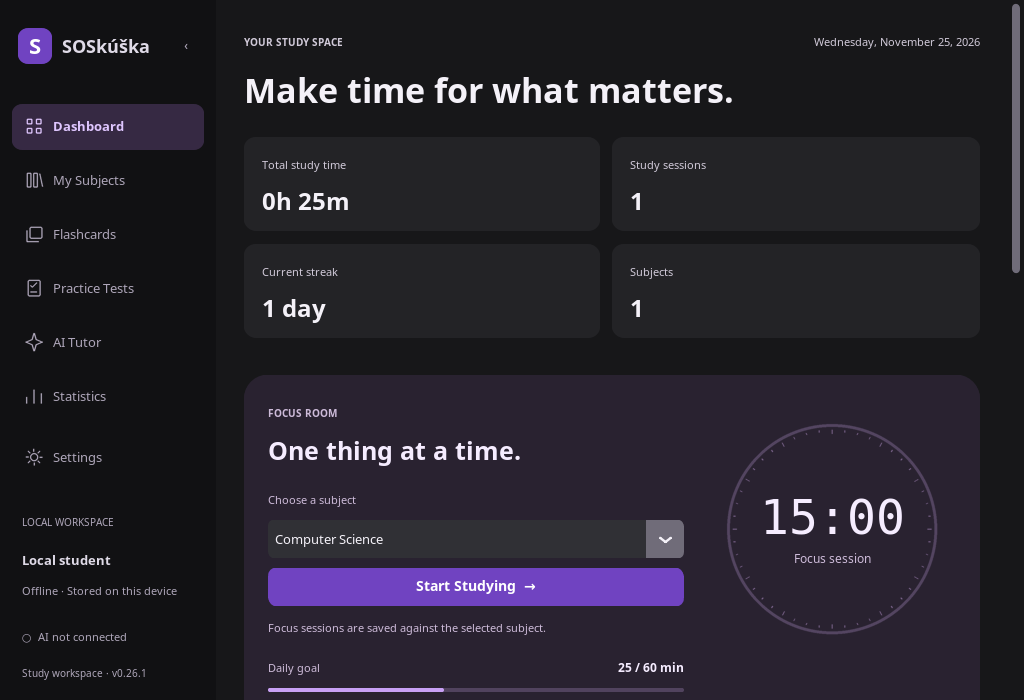 S SOSkúška ‹
Dashboard
My Subjects
Flashcards
Practice Tests
AI Tutor
Statistics
Settings
LOCAL WORKSPACE
Local student
Offline · Stored on this device
AI not connected
Study workspace · v0.26.1
YOUR STUDY SPACE
Wednesday, November 25, 2026
Make time for what matters.
Total study time
0h 25m
Study sessions
1
Current streak
1 day
Subjects
1
FOCUS ROOM
One thing at a time.
Choose a subject
Computer Science
Start Studying →
Focus sessions are saved against the selected subject.
Daily goal 25 / 60 min
15:00
Focus session